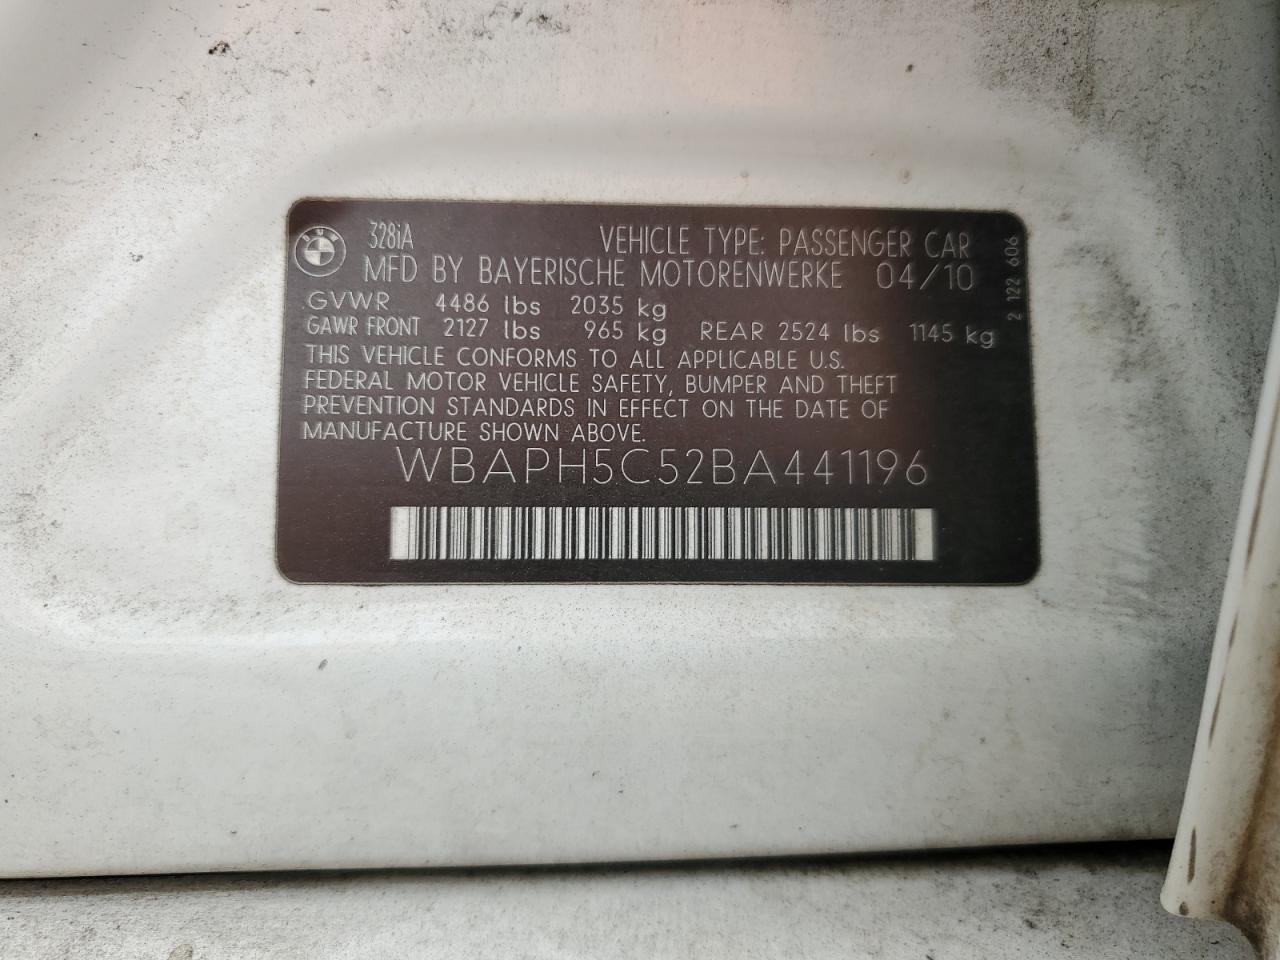 328iA
VEHICLE TYPE: PASSENGER CAR
MFD BY BAYERISCHE MOTORENWERKE 04/10
GVWR 4486 lbs 2035 kg
GAWR FRONT 2127 lbs 965 kg REAR 2524 lbs 1145 kg
THIS VEHICLE CONFORMS TO ALL APPLICABLE U.S.
FEDERAL MOTOR VEHICLE SAFETY, BUMPER AND THEFT
PREVENTION STANDARDS IN EFFECT ON THE DATE OF
MANUFACTURE SHOWN ABOVE.
WBAPH5C52BA441196
2 122 606
BMW